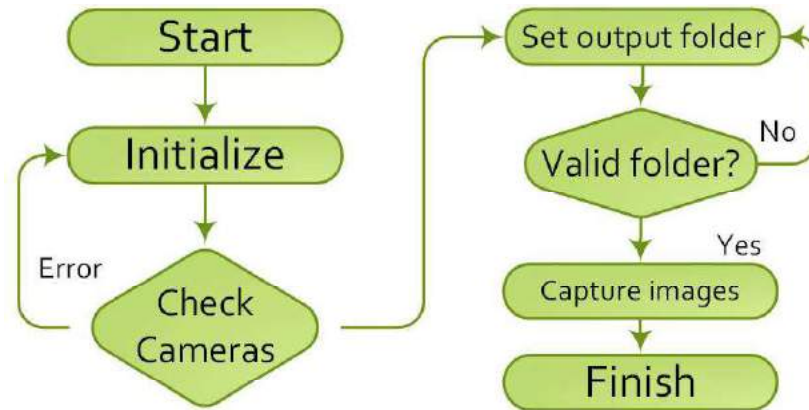 Start
Initialize
Error
Check
Cameras
Set output folder
No
Valid folder?
Yes
Capture images
Finish